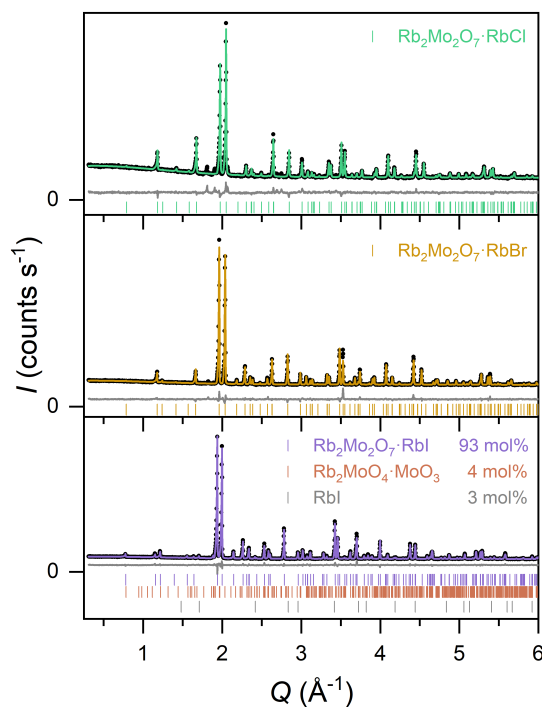 Rb₂Mo₂O₇·RbCl
0
Rb₂Mo₂O₇·RbBr
0
I (counts s⁻¹)
Rb₂Mo₂O₇·RbI 93 mol%
Rb₂MoO₄·MoO₃ 4 mol%
RbI 3 mol%
0
1 2 3 4 5 6
Q (Å⁻¹)